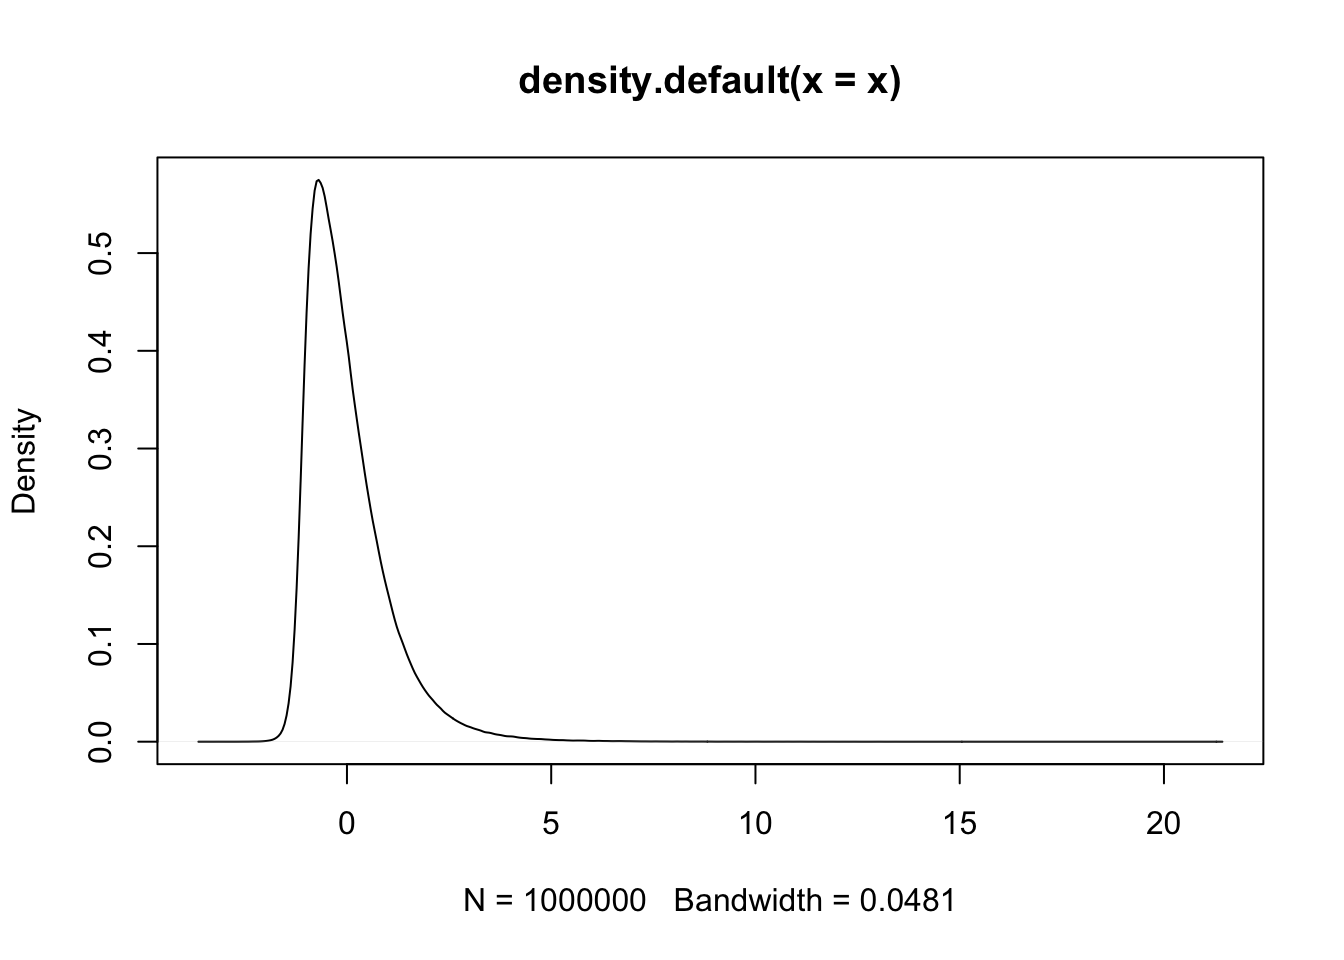 density.default(x = x)
Density
0.5
0.4
0.3
0.2
0.1
0.0
0 5 10 15 20
N = 1000000 Bandwidth = 0.0481